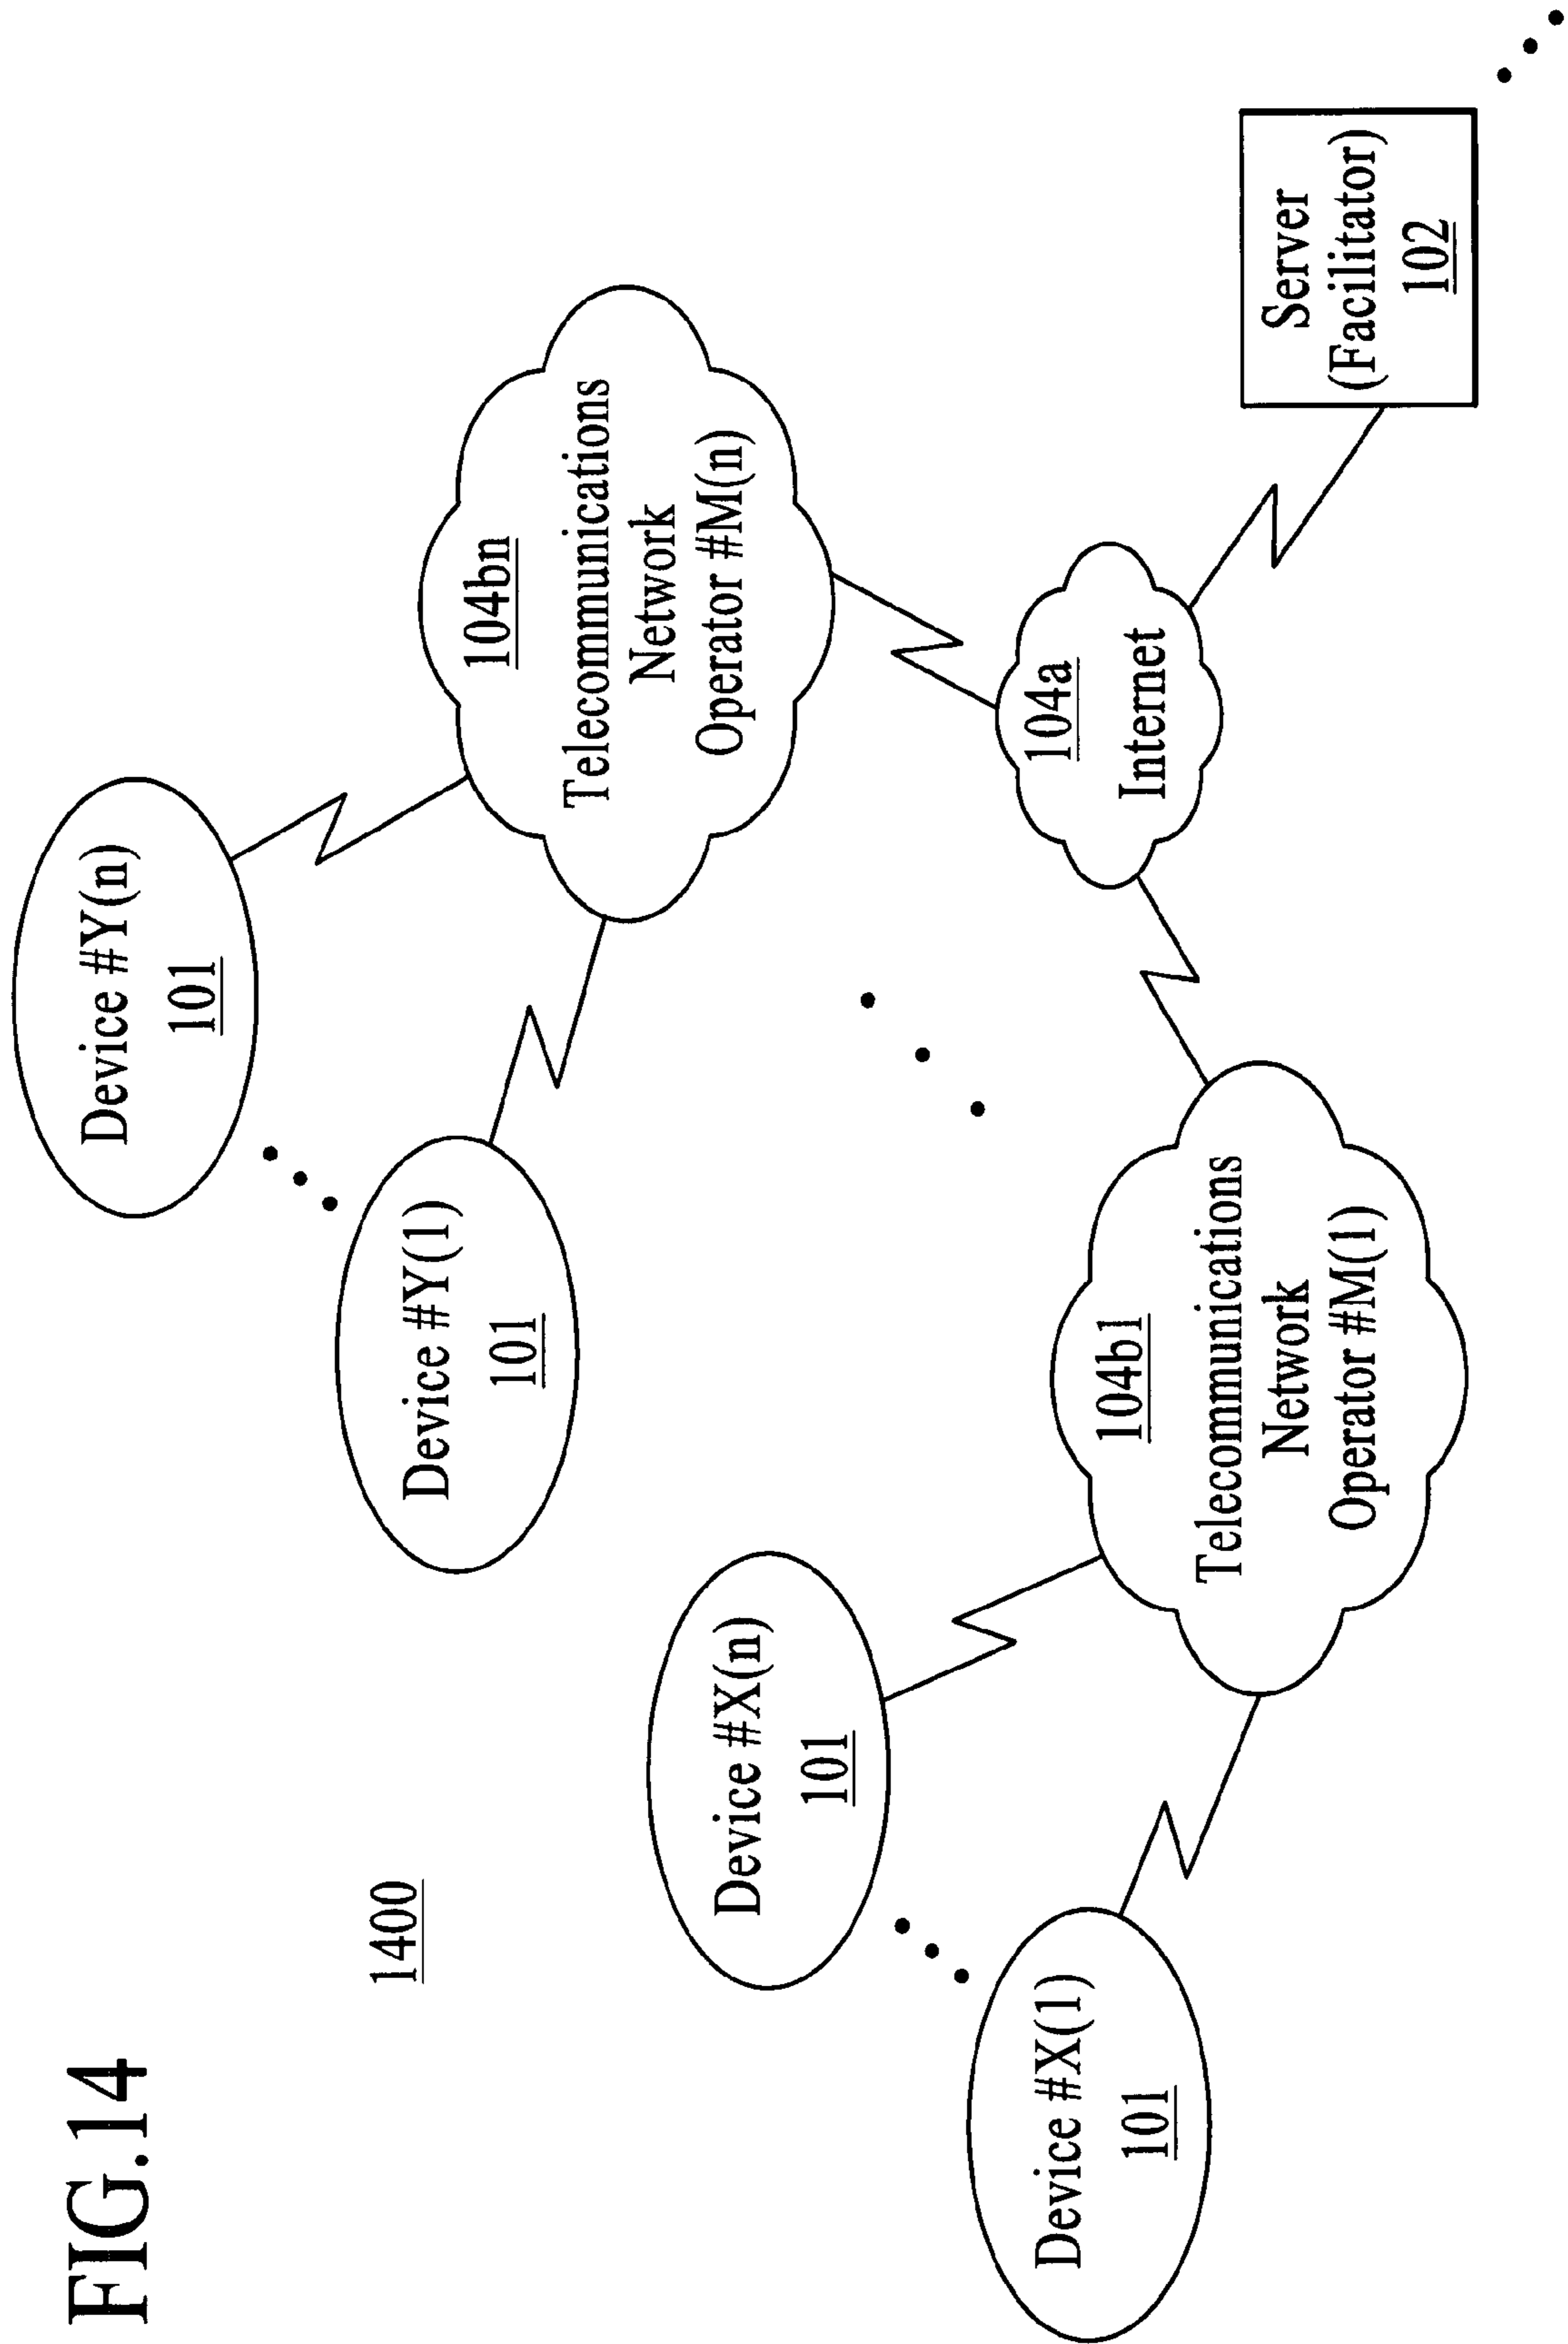 FIG.14
1400
Device #Y(n)
101
Device #Y(1)
101
104bn
Telecommunications
Network
Operator #M(n)
Device #X(n)
101
Device #X(1)
101
104b1
Telecommunications
Network
Operator #M(1)
104a
Internet
Server
(Facilitator)
102